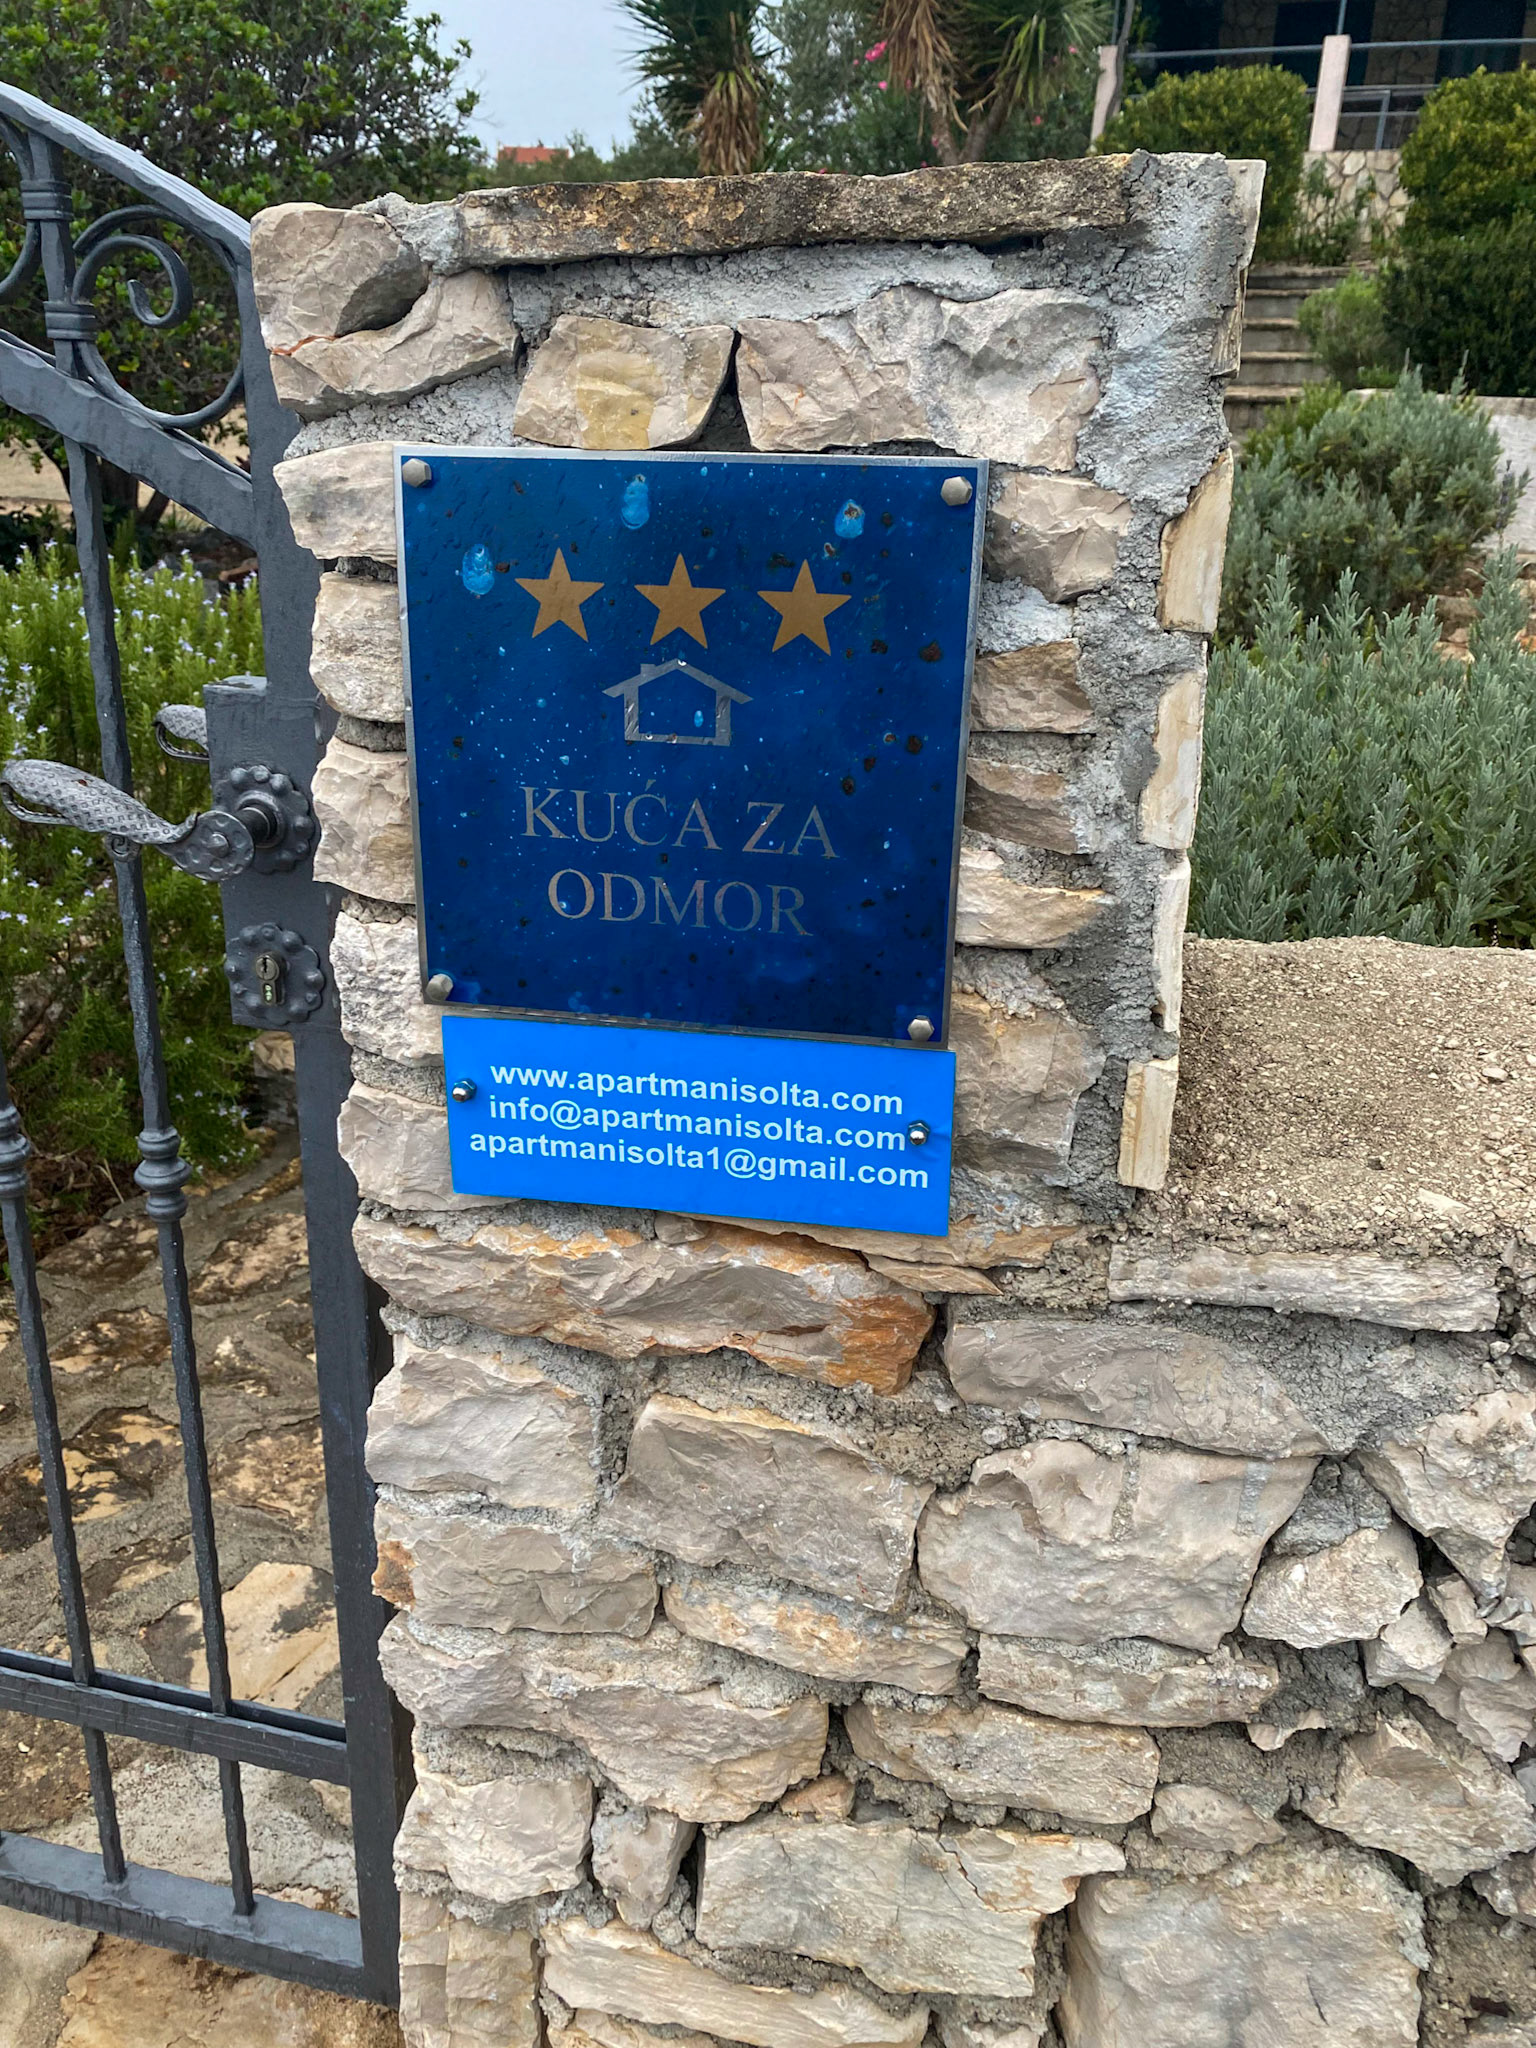 KUĆA ZA
ODMOR
www.apartmanisolta.com
info@apartmanisolta.com
apartmanisolta1@gmail.com